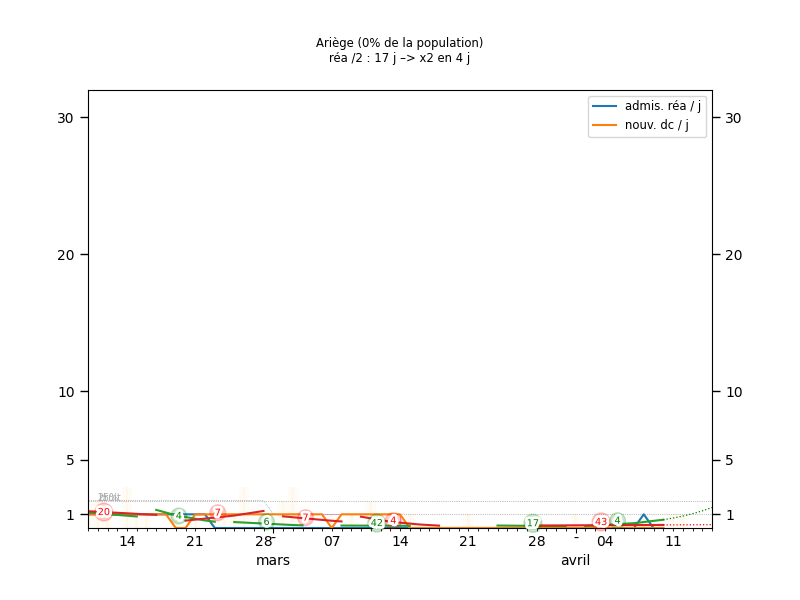 Ariège (0% de la population)
réa /2 : 17 j –> x2 en 4 j
admis. réa / j
nouv. dc / j
30 30
20 20
10 10
5 5
1 1
20 4 7 6 7 42 4 17 43 4
14 21 28 07 14 21 28 04 11
mars avril